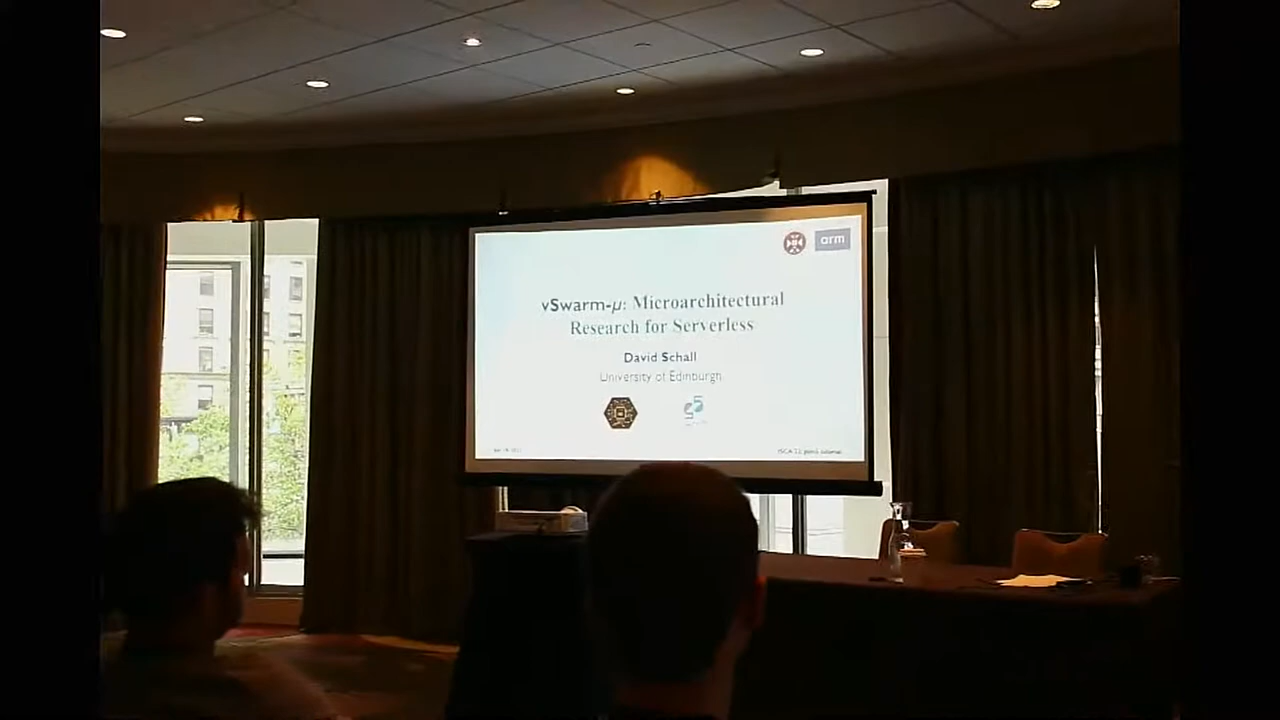 arm
vSwarm-μ: Microarchitectural
Research for Serverless
David Schall
University of Edinburgh